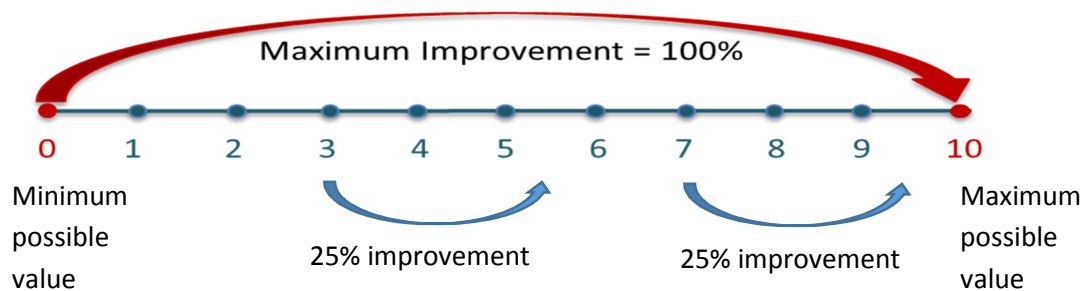 Maximum Improvement = 100%
0 1 2 3 4 5 6 7 8 9 10
Minimum
possible
value
25% improvement
25% improvement
Maximum
possible
value